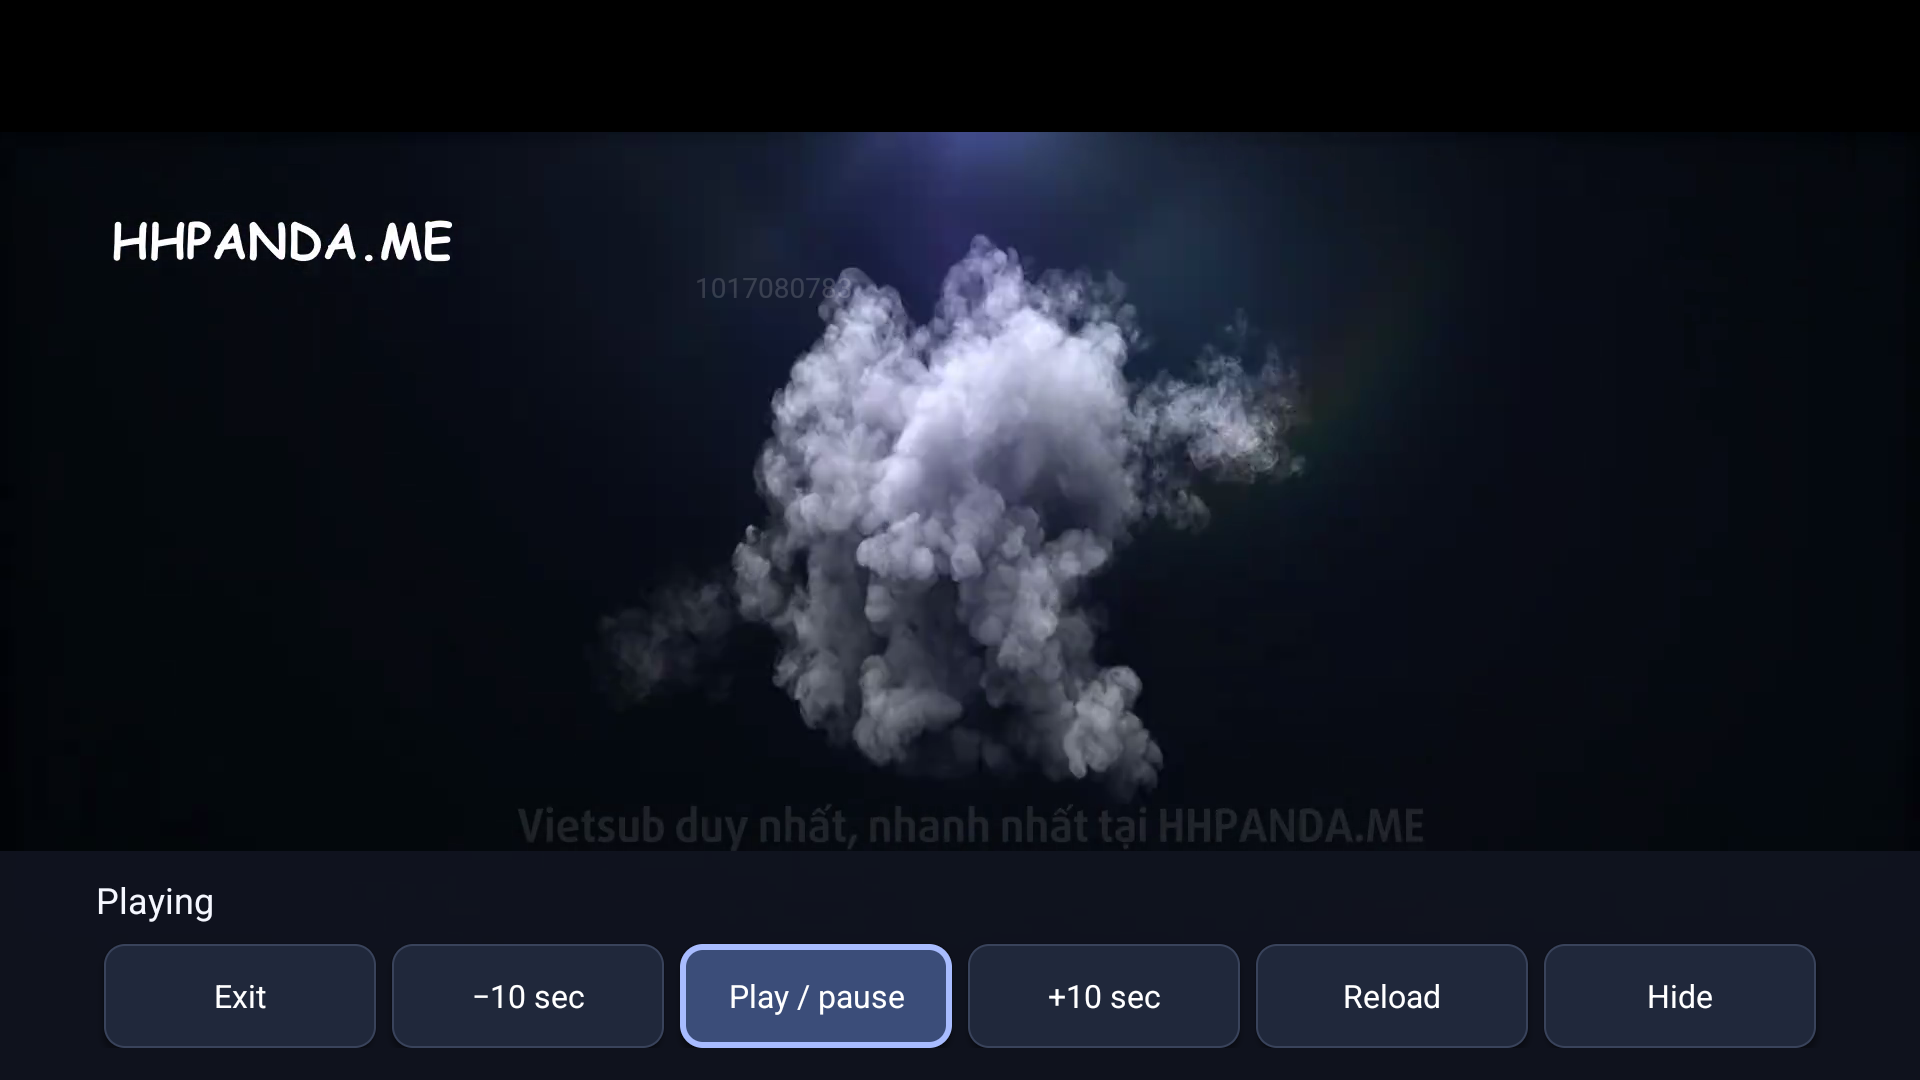 HHPANDA.ME
1017080783
Vietsub duy nhất, nhanh nhất tại HHPANDA.ME
Playing
Exit
−10 sec
Play / pause
+10 sec
Reload
Hide